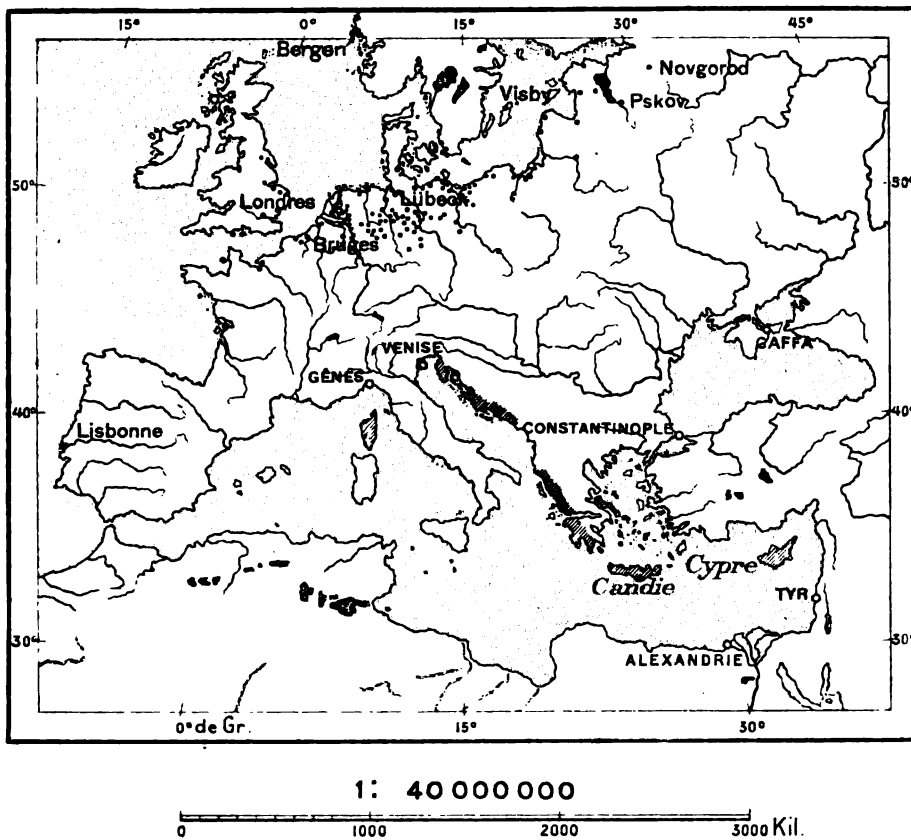 15° 0° 15° 30° 45°
Bergen
Novgorod
Visby
Pskov
50° 50°
Londres
Lübeck
Bruges
CAFFA
VENISE
GÊNES
40° 40°
Lisbonne
CONSTANTINOPLE
Cypre
Candie
TYR
30° 30°
ALEXANDRIE
0° de Gr. 15° 30°
1: 40 000 000
0 1000 2000 3000 Kil.